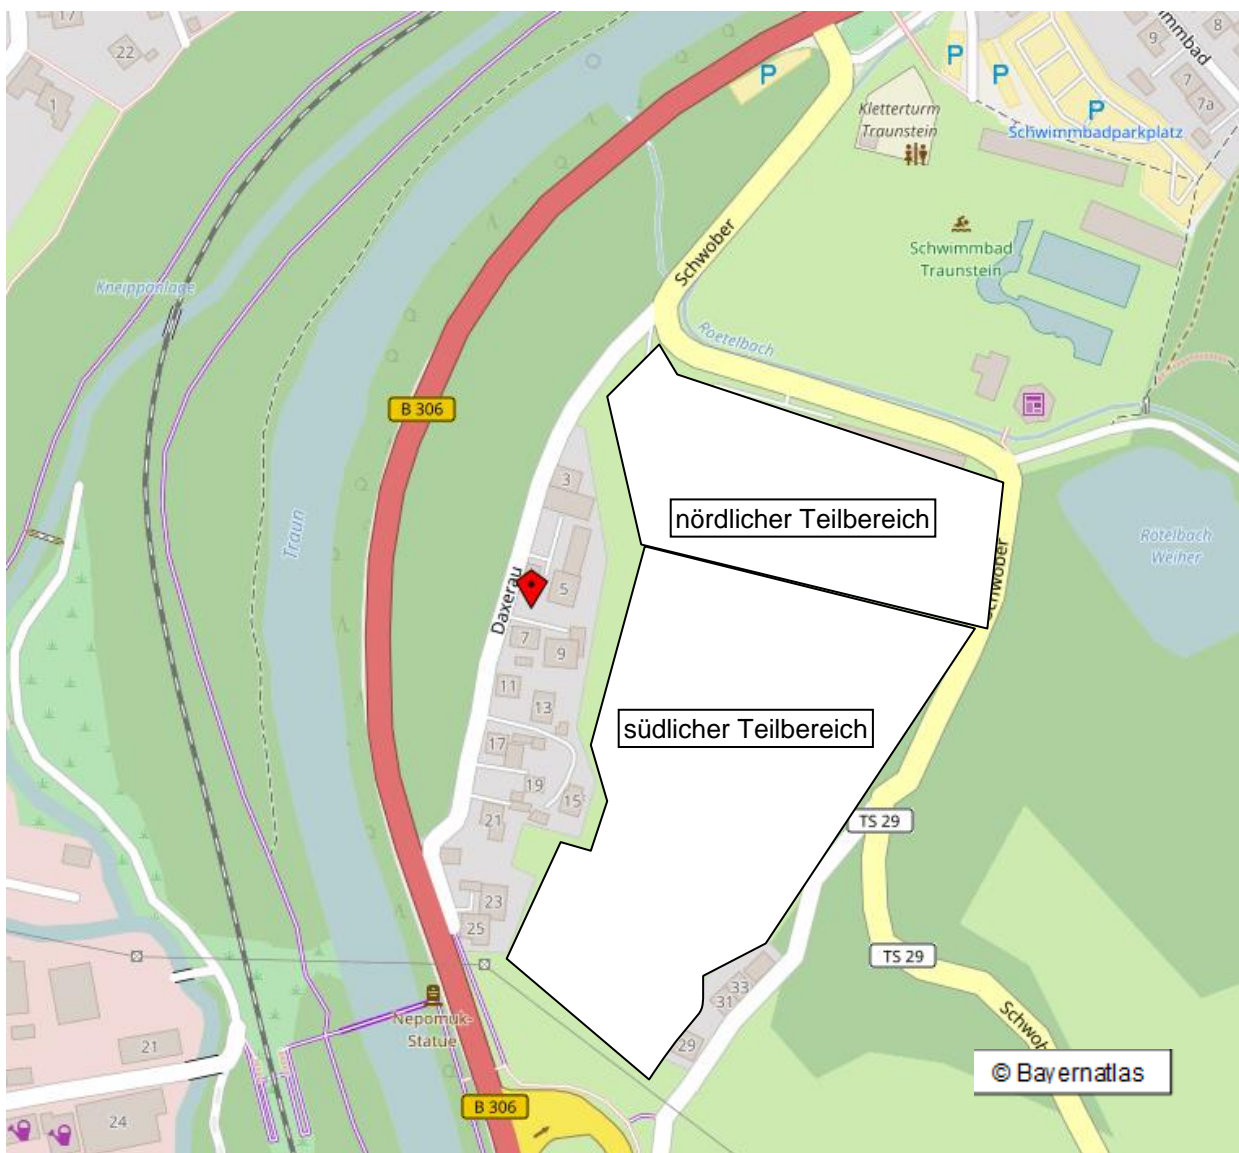 17
22
1
Schwimmbad
8
9
7
7a
P
P
P
P
Kletterturm
Traunstein
Schwimmbadparkplatz
Schwober
Schwimmbad
Traunstein
Kneippanlage
Roetelbach
B 306
3
nördlicher Teilbereich
Traun
Rötelbach
Weiher
Schwober
Daxerau
5
7
9
11
13
südlicher Teilbereich
17
19
15
21
TS 29
23
25
TS 29
33
31
Nepomuk-
Statue
29
21
© Bayernatlas
B 306
24